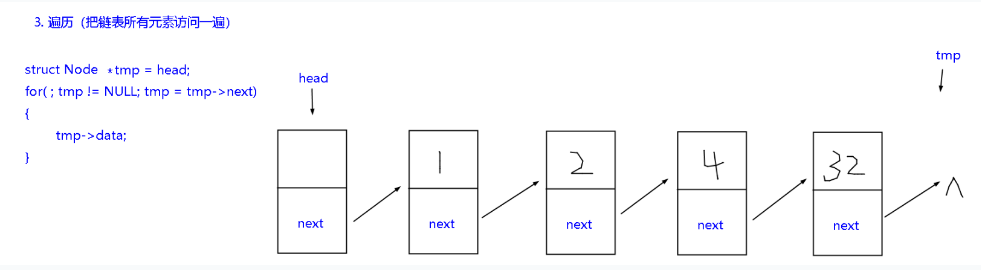 3. 遍历（把链表所有元素访问一遍）
struct Node *tmp = head;
for( ; tmp != NULL; tmp = tmp->next)
{
tmp->data;
}
head
tmp
1 2 4 32
next next next next next ^